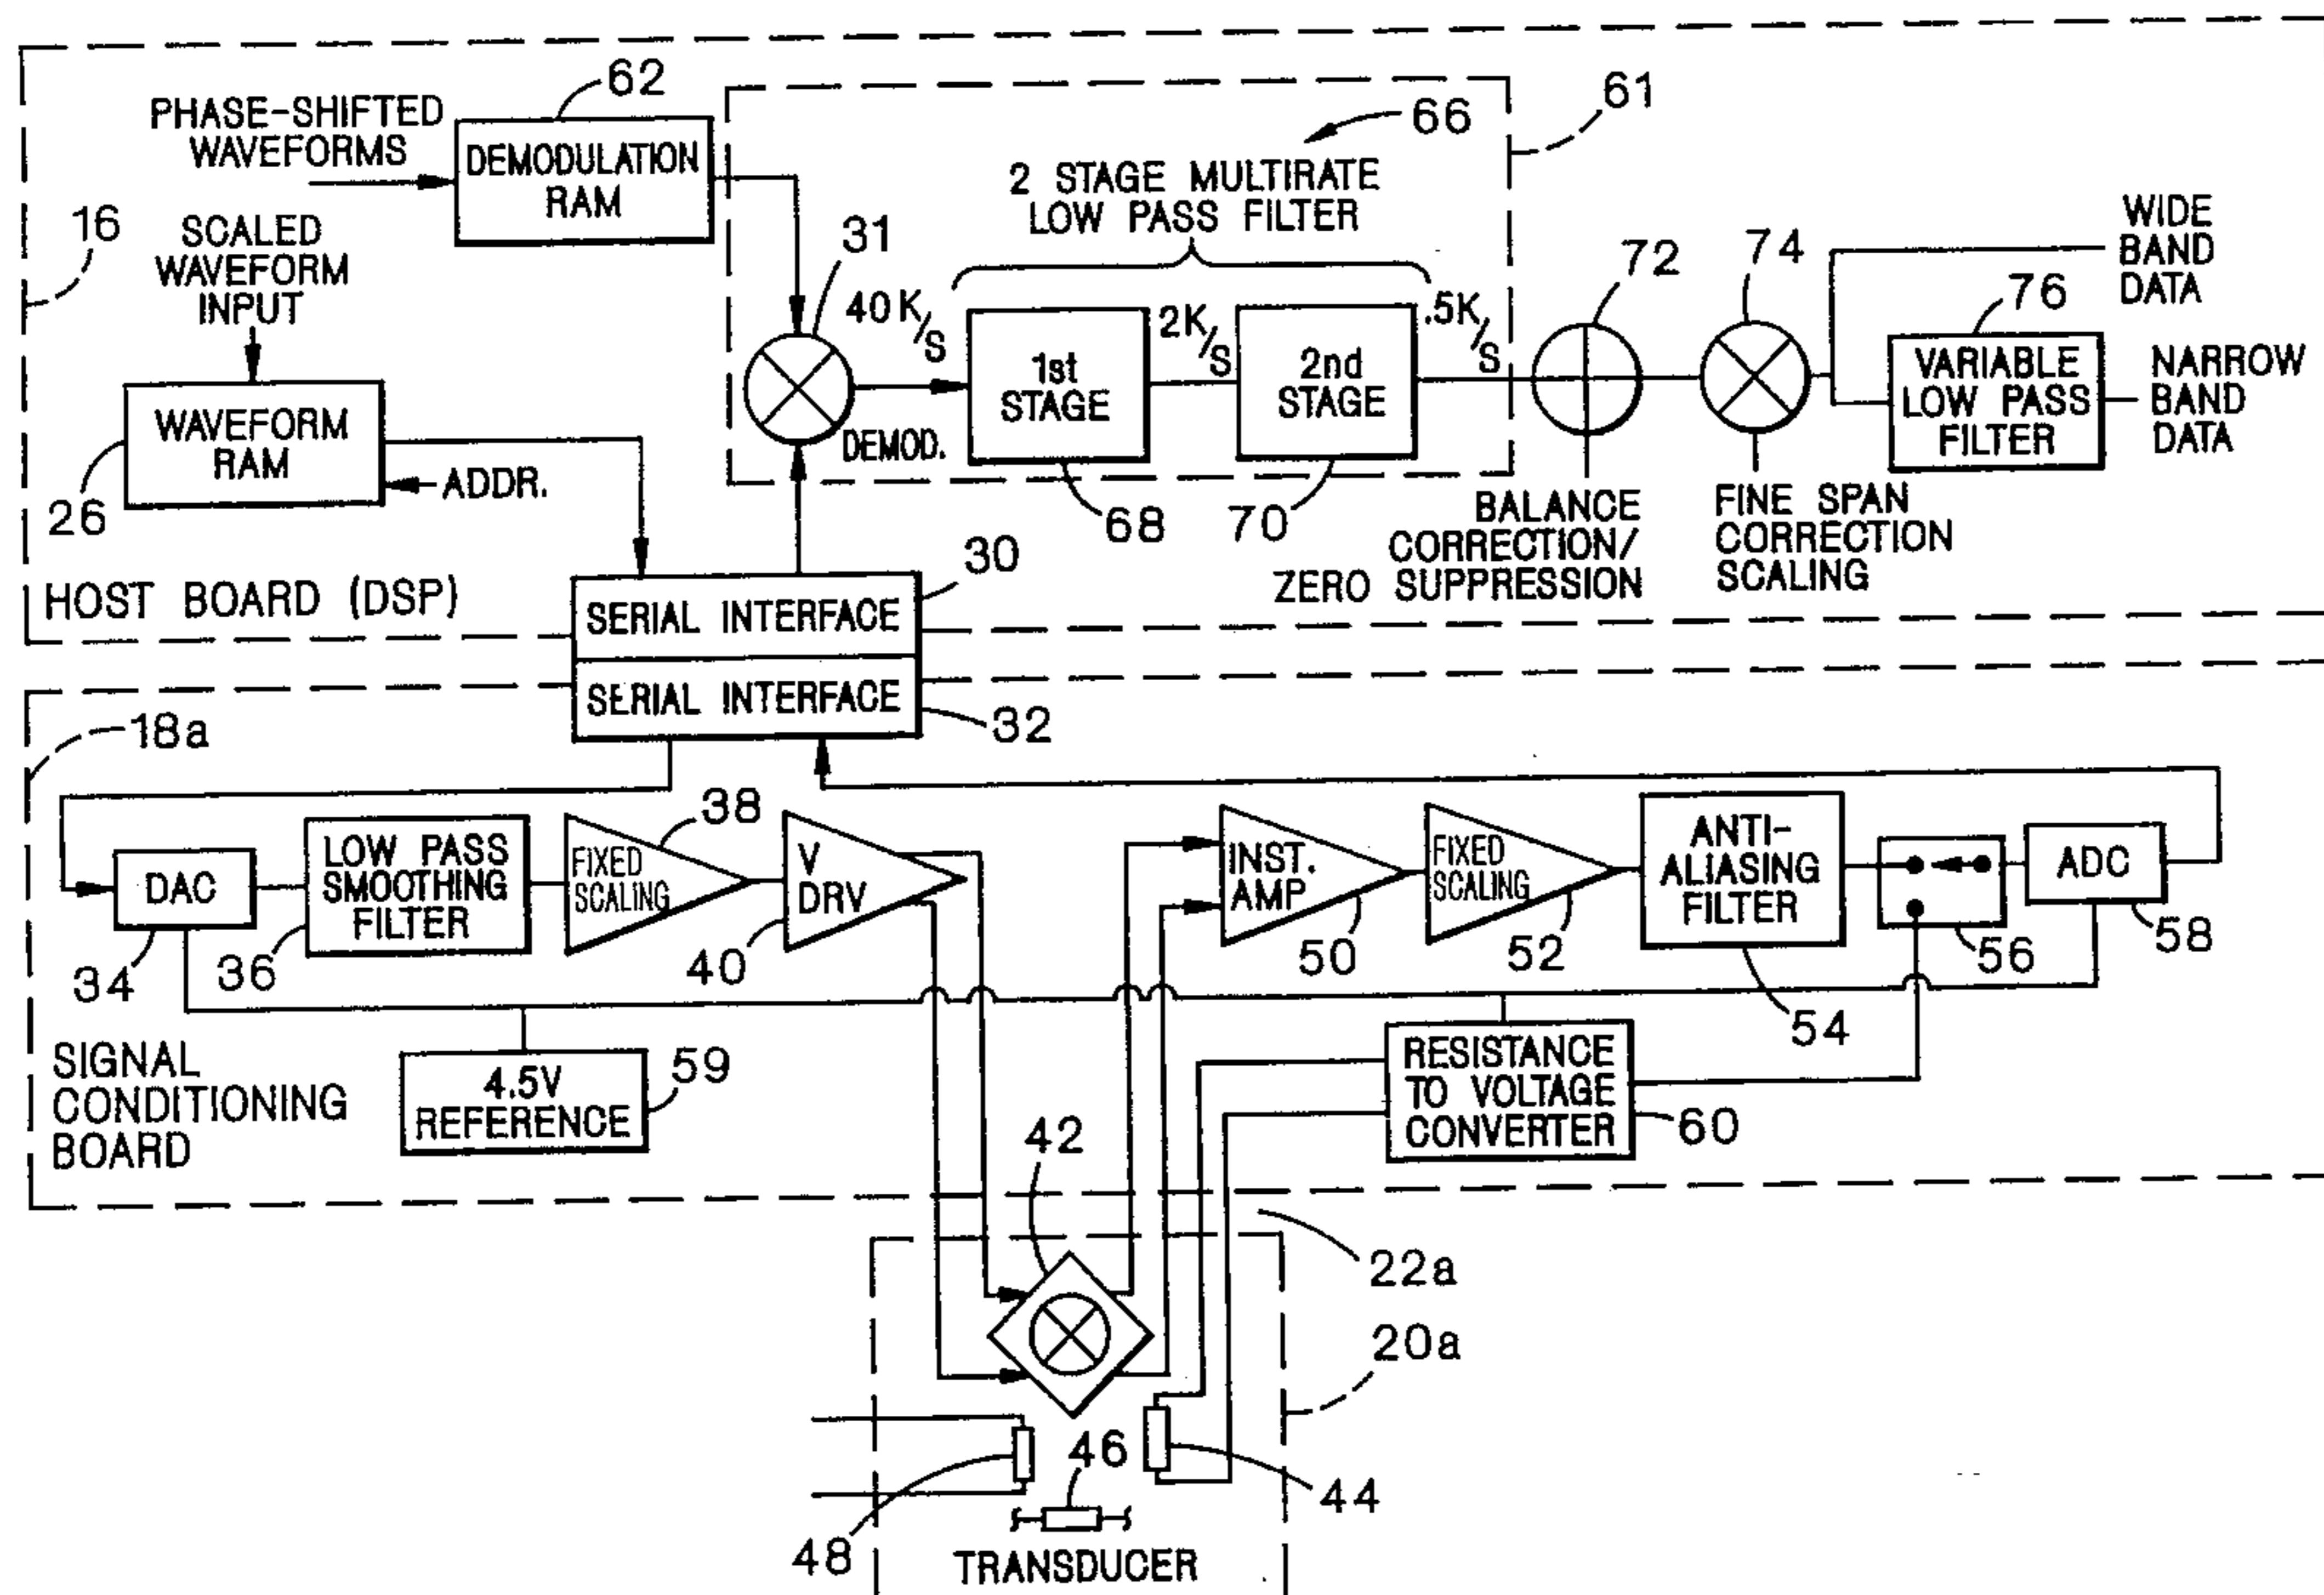 62
PHASE-SHIFTED
WAVEFORMS
DEMODULATION
RAM
66
61
2 STAGE MULTIRATE
LOW PASS FILTER
16
SCALED
WAVEFORM
INPUT
31
40 K/S
1st
STAGE
2K/S
2nd
STAGE
.5K/S
72
74
WIDE
BAND
DATA
76
VARIABLE
LOW PASS
FILTER
NARROW
BAND
DATA
WAVEFORM
RAM
26
ADDR.
DEMOD.
68
70
BALANCE
CORRECTION/
ZERO SUPPRESSION
FINE SPAN
CORRECTION
SCALING
HOST BOARD (DSP)
30
SERIAL INTERFACE
SERIAL INTERFACE
32
18a
DAC
34
LOW PASS
SMOOTHING
FILTER
36
38
FIXED
SCALING
V
DRV
40
INST.
AMP
50
FIXED
SCALING
52
ANTI-
ALIASING
FILTER
54
56
ADC
58
SIGNAL
CONDITIONING
BOARD
4.5V
REFERENCE
59
RESISTANCE
TO VOLTAGE
CONVERTER
60
42
22a
20a
46
44
48
TRANSDUCER